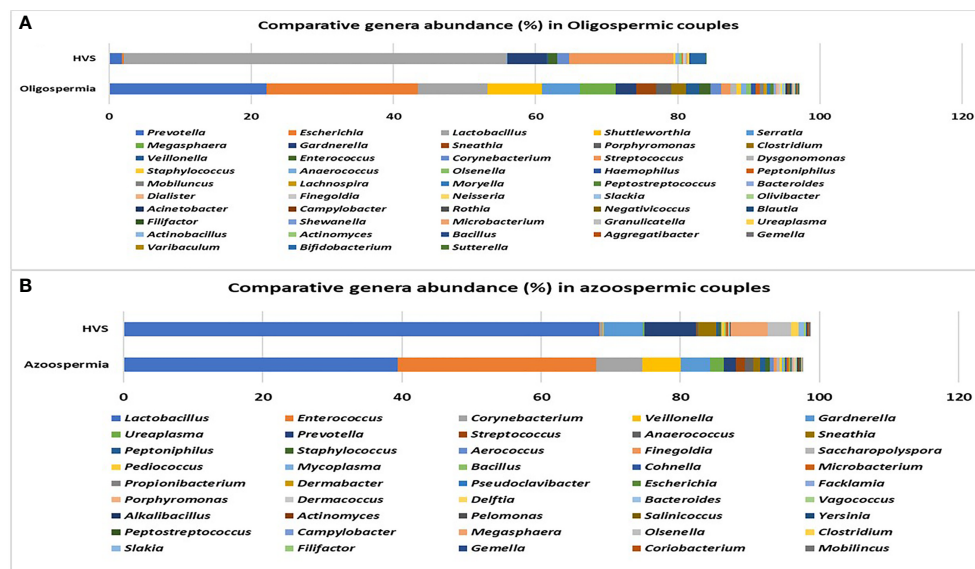 A
Comparative genera abundance (%) in Oligospermic couples
HVS
Oligospermia
0 20 40 60 80 100 120
Prevotella Escherichia Lactobacillus Shuttleworthia Serratia
Megasphaera Gardnerella Sneathia Porphyromonas Clostridium
Veillonella Enterococcus Corynebacterium Streptococcus Dysgonomonas
Staphylococcus Anaerococcus Olsenella Haemophilus Peptoniphilus
Mobiluncus Lachnospira Moryella Peptostreptococcus Bacteroides
Dialister Finegoldia Neisseria Slackia Olivibacter
Acinetobacter Campylobacter Rothia Negativicoccus Blautia
Filifactor Shewanella Microbacterium Granulicatella Ureaplasma
Actinobacillus Actinomyces Bacillus Aggregatibacter Gemella
Varibaculum Bifidobacterium Sutterella
B
Comparative genera abundance (%) in azoospermic couples
HVS
Azoospermia
0 20 40 60 80 100 120
Lactobacillus Enterococcus Corynebacterium Veillonella Gardnerella
Ureaplasma Prevotella Streptococcus Anaerococcus Sneathia
Peptoniphilus Staphylococcus Aerococcus Finegoldia Saccharopolyspora
Pediococcus Mycoplasma Bacillus Cohnella Microbacterium
Propionibacterium Dermabacter Pseudoclavibacter Escherichia Facklamia
Porphyromonas Dermacoccus Delftia Bacteroides Vagococcus
Alkalibacillus Actinomyces Pelomonas Salinicoccus Yersinia
Peptostreptococcus Campylobacter Megasphaera Olsenella Clostridium
Slakia Filifactor Gemella Coriobacterium Mobilincus